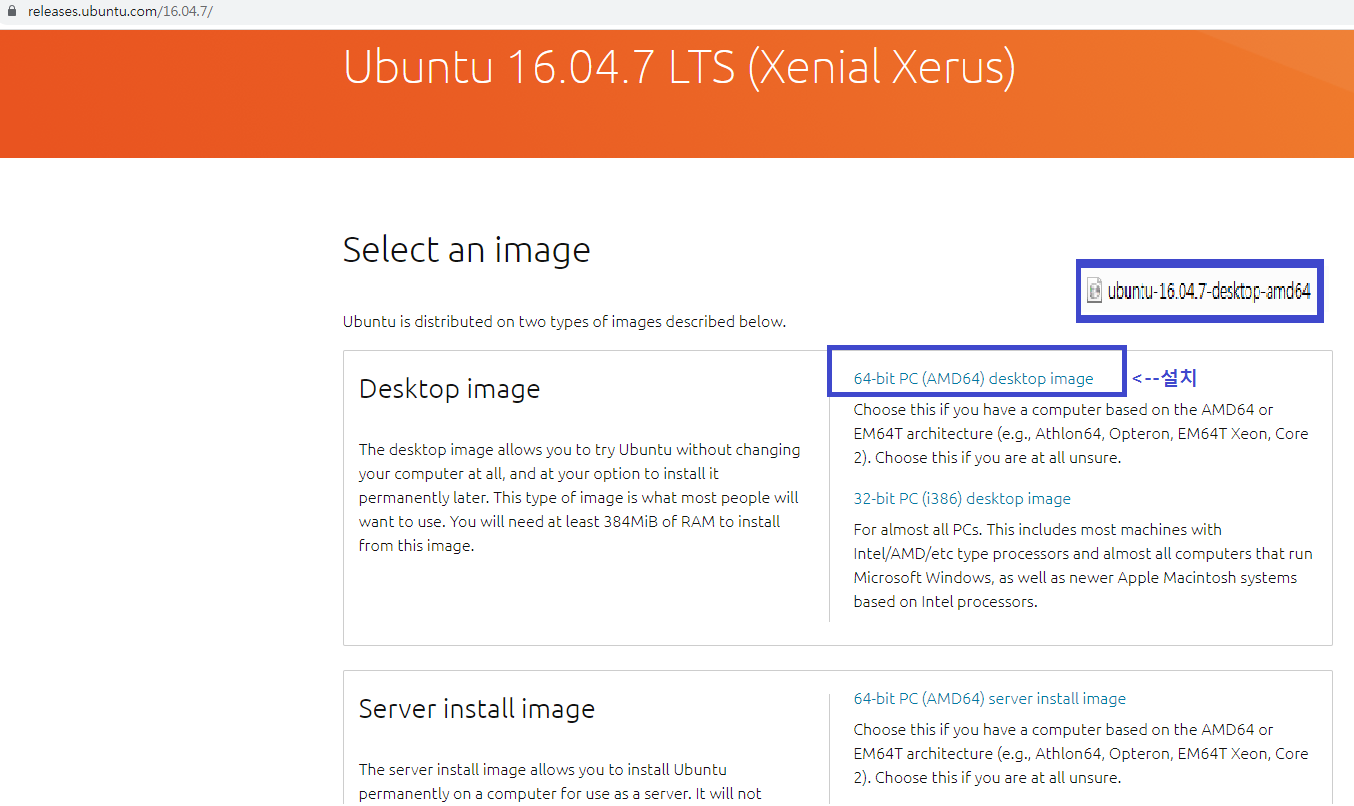 releases.ubuntu.com/16.04.7/
Ubuntu 16.04.7 LTS (Xenial Xerus)
Select an image
ubuntu-16.04.7-desktop-amd64
Ubuntu is distributed on two types of images described below.
Desktop image
The desktop image allows you to try Ubuntu without changing
your computer at all, and at your option to install it
permanently later. This type of image is what most people will
want to use. You will need at least 384MiB of RAM to install
from this image.
64-bit PC (AMD64) desktop image <--설치
Choose this if you have a computer based on the AMD64 or
EM64T architecture (e.g., Athlon64, Opteron, EM64T Xeon, Core
2). Choose this if you are at all unsure.
32-bit PC (i386) desktop image
For almost all PCs. This includes most machines with
Intel/AMD/etc type processors and almost all computers that run
Microsoft Windows, as well as newer Apple Macintosh systems
based on Intel processors.
Server install image
The server install image allows you to install Ubuntu
permanently on a computer for use as a server. It will not
64-bit PC (AMD64) server install image
Choose this if you have a computer based on the AMD64 or
EM64T architecture (e.g., Athlon64, Opteron, EM64T Xeon, Core
2). Choose this if you are at all unsure.